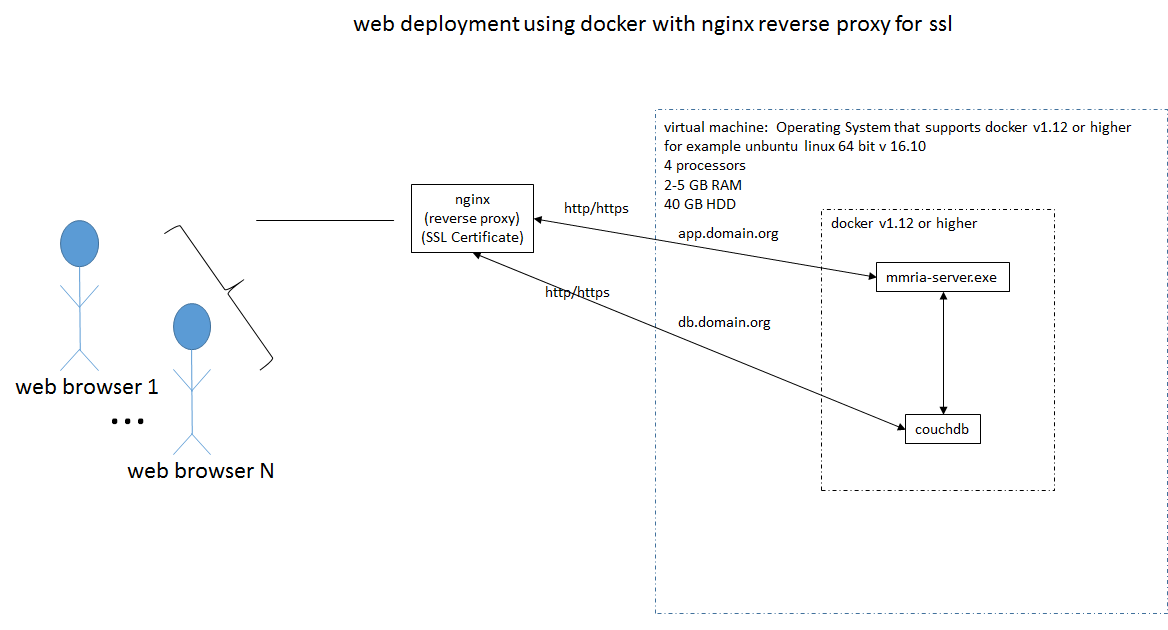 web deployment using docker with nginx reverse proxy for ssl
virtual machine:  Operating System that supports docker v1.12 or higher
for example unbuntu linux 64 bit v 16.10
4 processors
2-5 GB RAM
40 GB HDD
nginx
(reverse proxy)
(SSL Certificate)
http/https
app.domain.org
docker v1.12 or higher
mmria-server.exe
http/https
db.domain.org
couchdb
web browser 1
...
web browser N